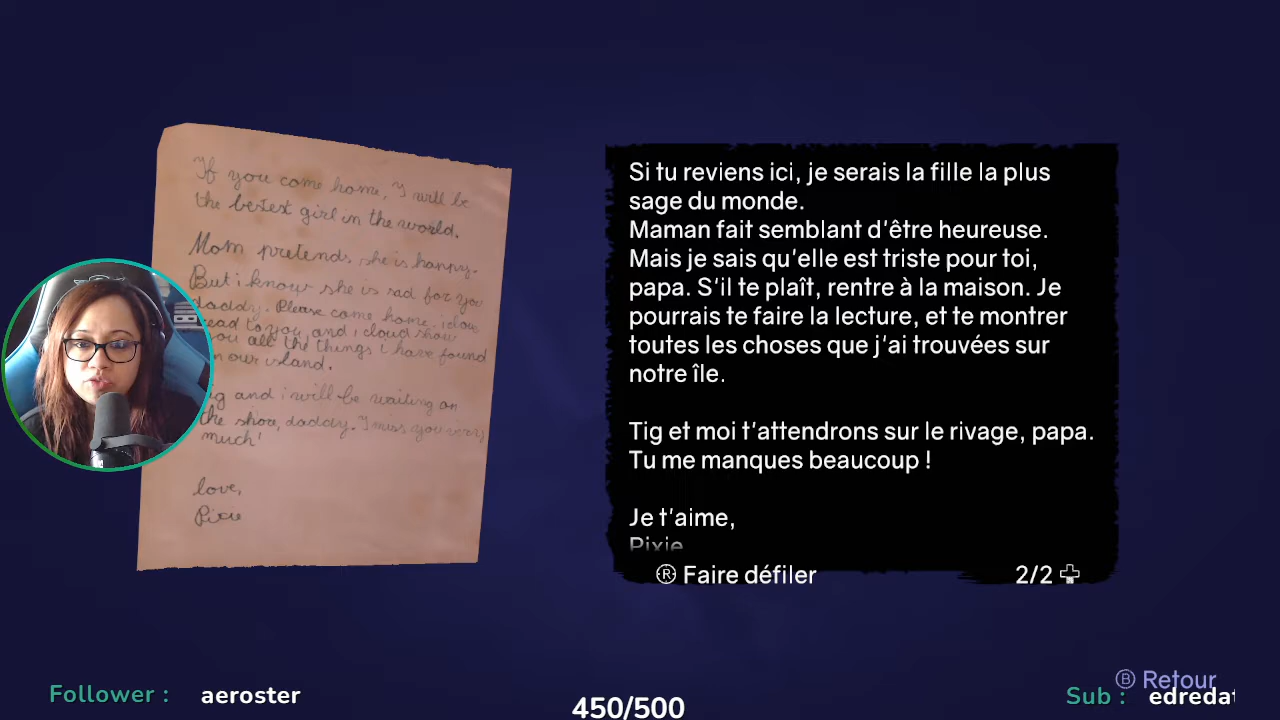 If you come home, I will be
the bestest girl in the world.
Mom pretends she is happy.
But i know she is sad for you
daddy. Please come home. i
read to you and i cloud show
you all the things i have found
our island.
and i will be waiting on
the shore, daddy. I miss you very
much!
love,
Pixie
Si tu reviens ici, je serais la fille la plus
sage du monde.
Maman fait semblant d'être heureuse.
Mais je sais qu'elle est triste pour toi,
papa. S'il te plaît, rentre à la maison. Je
pourrais te faire la lecture, et te montrer
toutes les choses que j'ai trouvées sur
notre île.
Tig et moi t'attendrons sur le rivage, papa.
Tu me manques beaucoup !
Je t'aime,
Pixie
R Faire défiler
2/2
B Retour
Follower : aeroster
450/500
Sub : edreda